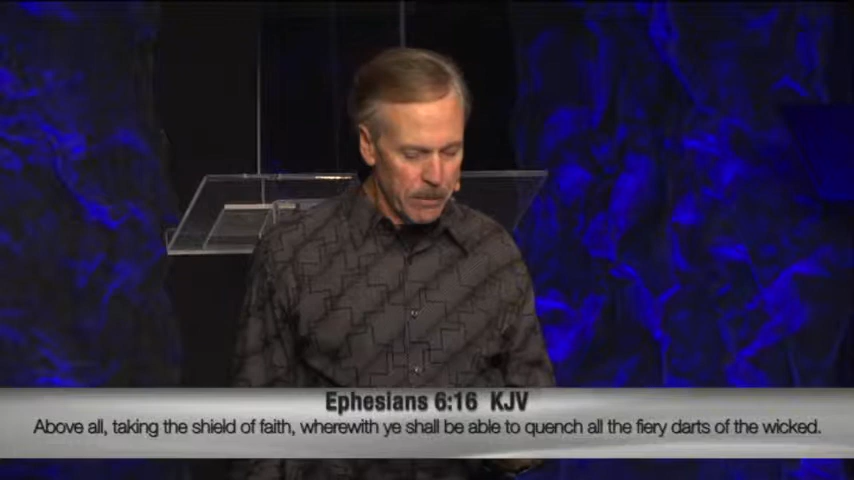 Ephesians 6:16 KJV
Above all, taking the shield of faith, wherewith ye shall be able to quench all the fiery darts of the wicked.